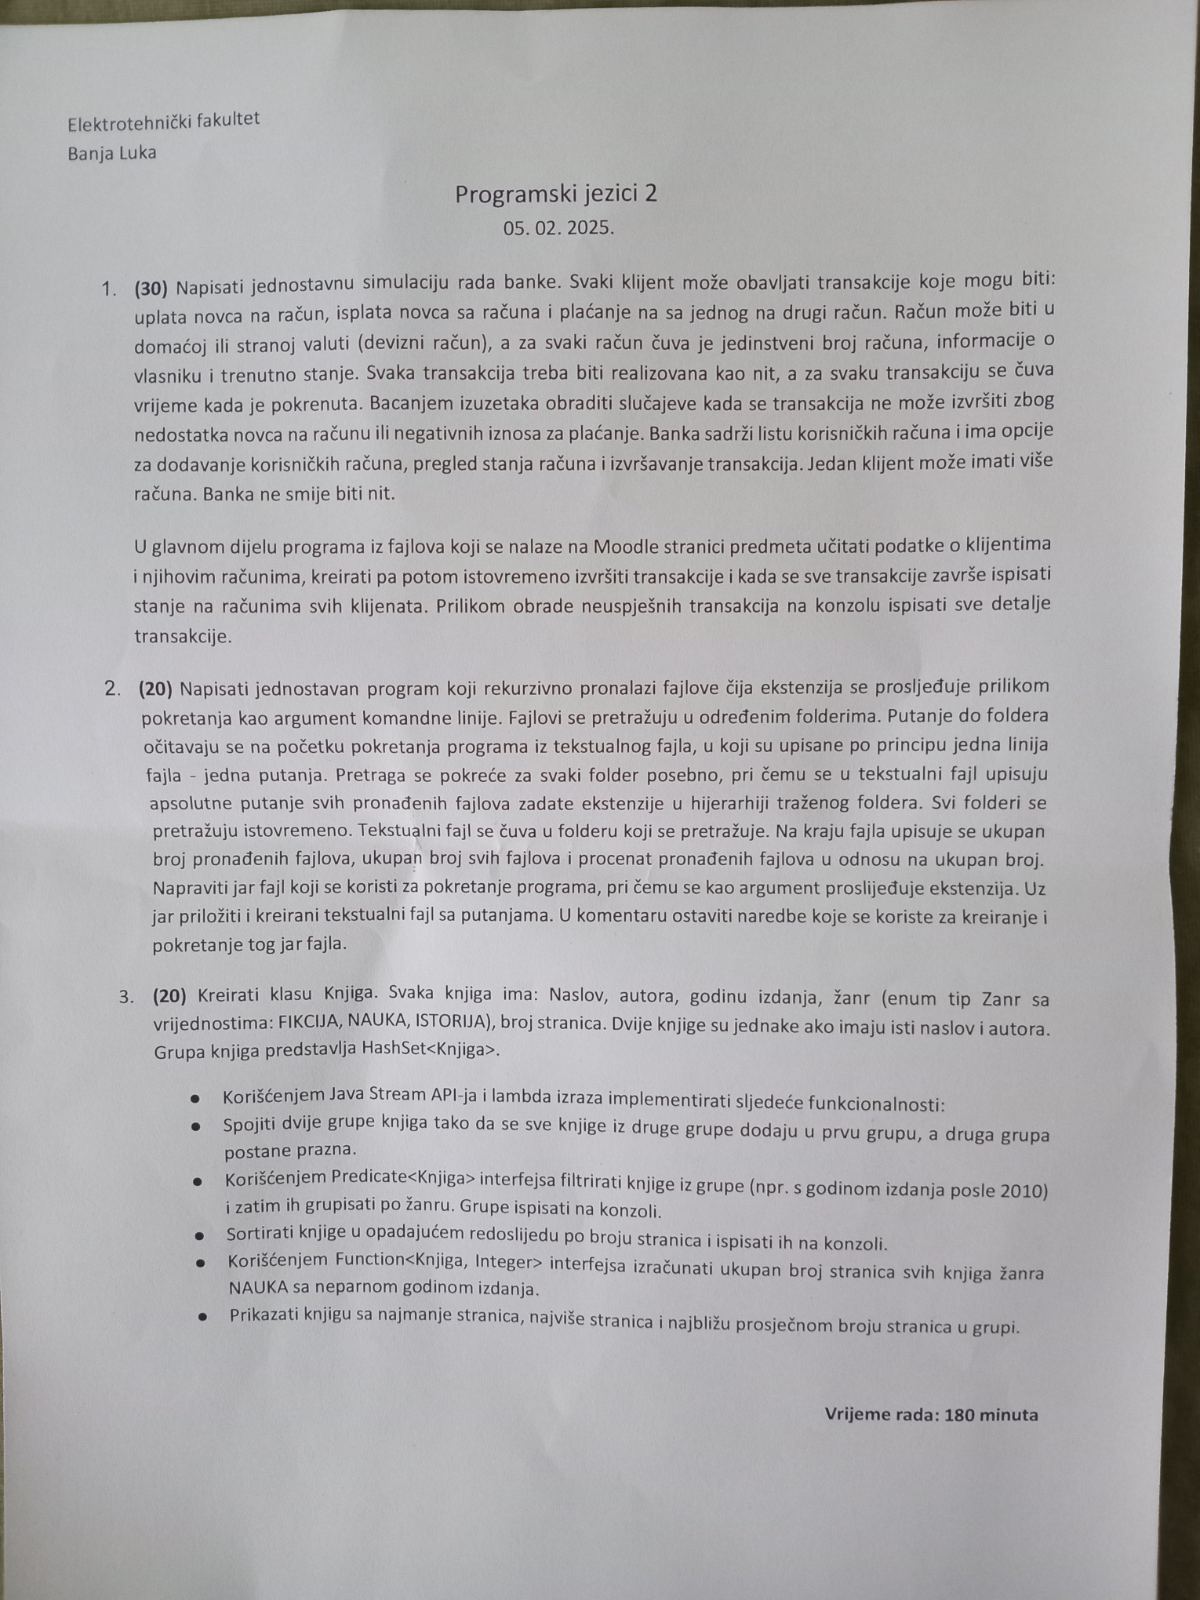 Elektrotehnički fakultet
Banja Luka
Programski jezici 2
05. 02. 2025.
1. (30) Napisati jednostavnu simulaciju rada banke. Svaki klijent može obavljati transakcije koje mogu biti:
uplata novca na račun, isplata novca sa računa i plaćanje na sa jednog na drugi račun. Račun može biti u
domaćoj ili stranoj valuti (devizni račun), a za svaki račun čuva je jedinstveni broj računa, informacije o
vlasniku i trenutno stanje. Svaka transakcija treba biti realizovana kao nit, a za svaku transakciju se čuva
vrijeme kada je pokrenuta. Bacanjem izuzetaka obraditi slučajeve kada se transakcija ne može izvršiti zbog
nedostatka novca na računu ili negativnih iznosa za plaćanje. Banka sadrži listu korisničkih računa i ima opcije
za dodavanje korisničkih računa, pregled stanja računa i izvršavanje transakcija. Jedan klijent može imati više
računa. Banka ne smije biti nit.
U glavnom dijelu programa iz fajlova koji se nalaze na Moodle stranici predmeta učitati podatke o klijentima
i njihovim računima, kreirati pa potom istovremeno izvršiti transakcije i kada se sve transakcije završe ispisati
stanje na računima svih klijenata. Prilikom obrade neuspješnih transakcija na konzolu ispisati sve detalje
transakcije.
2. (20) Napisati jednostavan program koji rekurzivno pronalazi fajlove čija ekstenzija se prosljeđuje prilikom
pokretanja kao argument komandne linije. Fajlovi se pretražuju u određenim folderima. Putanje do foldera
očitavaju se na početku pokretanja programa iz tekstualnog fajla, u koji su upisane po principu jedna linija
fajla - jedna putanja. Pretraga se pokreće za svaki folder posebno, pri čemu se u tekstualni fajl upisuju
apsolutne putanje svih pronađenih fajlova zadate ekstenzije u hijerarhiji traženog foldera. Svi folderi se
pretražuju istovremeno. Tekstualni fajl se čuva u folderu koji se pretražuje. Na kraju fajla upisuje se ukupan
broj pronađenih fajlova, ukupan broj svih fajlova i procenat pronađenih fajlova u odnosu na ukupan broj.
Napraviti jar fajl koji se koristi za pokretanje programa, pri čemu se kao argument proslijeđuje ekstenzija. Uz
jar priložiti i kreirani tekstualni fajl sa putanjama. U komentaru ostaviti naredbe koje se koriste za kreiranje i
pokretanje tog jar fajla.
3. (20) Kreirati klasu Knjiga. Svaka knjiga ima: Naslov, autora, godinu izdanja, žanr (enum tip Zanr sa
vrijednostima: FIKCIJA, NAUKA, ISTORIJA), broj stranica. Dvije knjige su jednake ako imaju isti naslov i autora.
Grupa knjiga predstavlja HashSet<Knjiga>.
● Korišćenjem Java Stream API-ja i lambda izraza implementirati sljedeće funkcionalnosti:
● Spojiti dvije grupe knjiga tako da se sve knjige iz druge grupe dodaju u prvu grupu, a druga grupa
postane prazna.
● Korišćenjem Predicate<Knjiga> interfejsa filtrirati knjige iz grupe (npr. s godinom izdanja posle 2010)
i zatim ih grupisati po žanru. Grupe ispisati na konzoli.
● Sortirati knjige u opadajućem redoslijedu po broju stranica i ispisati ih na konzoli.
● Korišćenjem Function<Knjiga, Integer> interfejsa izračunati ukupan broj stranica svih knjiga žanra
NAUKA sa neparnom godinom izdanja.
● Prikazati knjigu sa najmanje stranica, najviše stranica i najbližu prosječnom broju stranica u grupi.
Vrijeme rada: 180 minuta